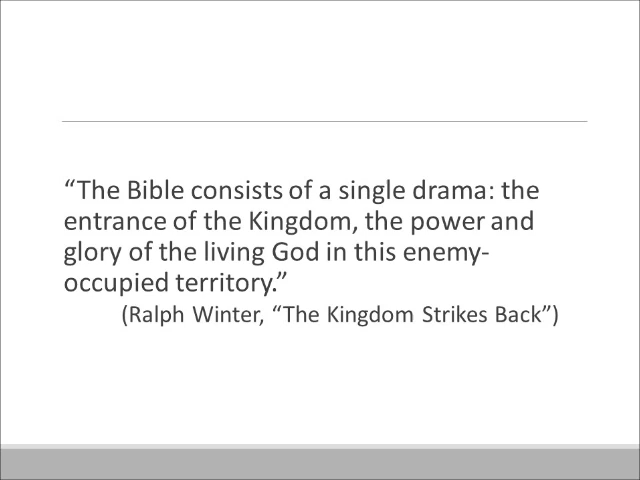 “The Bible consists of a single drama: the
entrance of the Kingdom, the power and
glory of the living God in this enemy-
occupied territory.”
(Ralph Winter, “The Kingdom Strikes Back”)